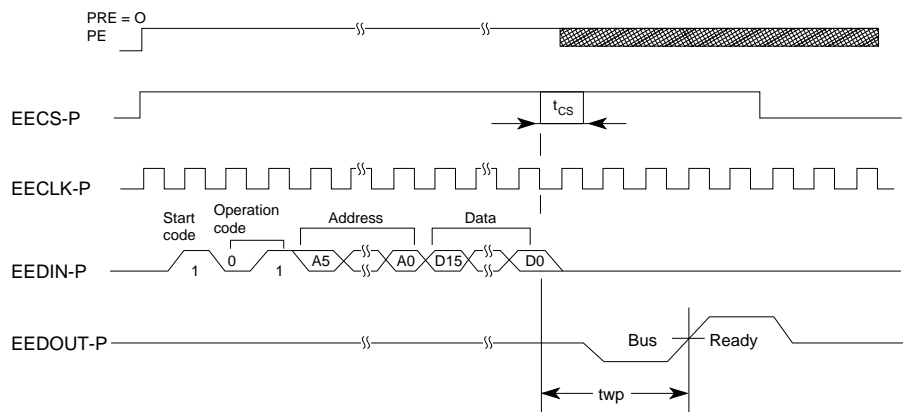 PRE = O
PE
EECS-P
tCS
EECLK-P
Start code
Operation code
Address
Data
EEDIN-P
1
0
1
A5
A0
D15
D0
EEDOUT-P
Bus
Ready
twp